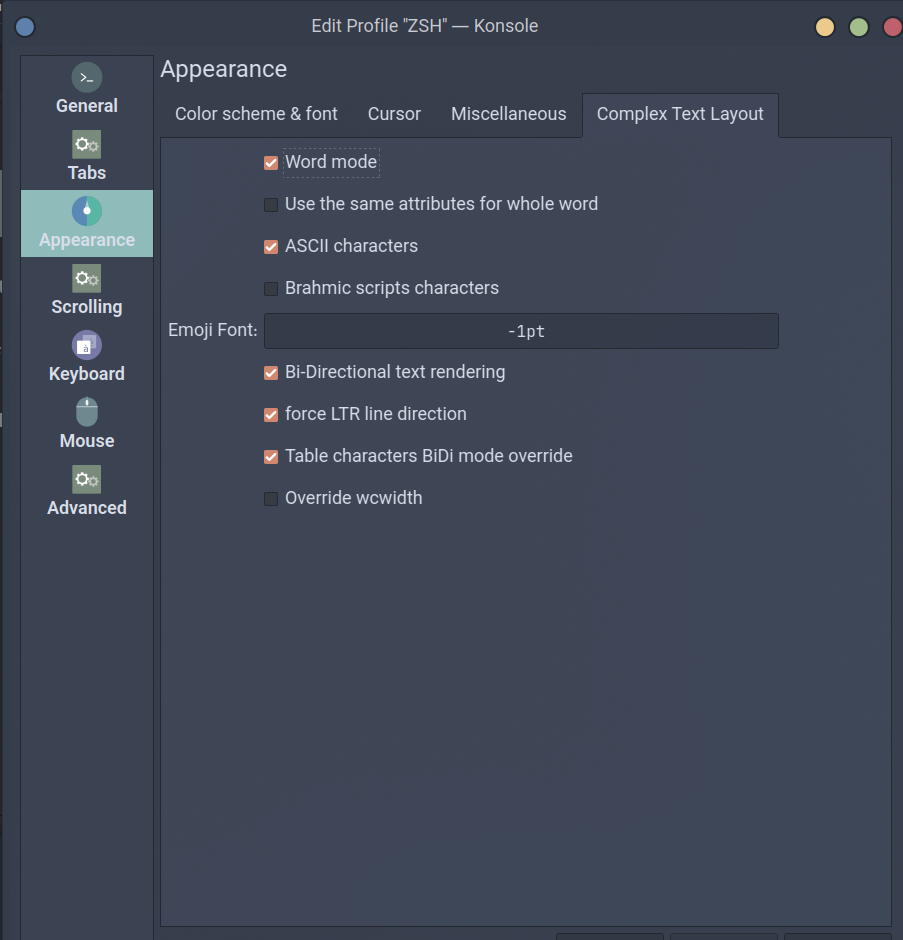 Edit Profile "ZSH" — Konsole
General
Tabs
Appearance
Scrolling
Keyboard
Mouse
Advanced
Appearance
Color scheme & font
Cursor
Miscellaneous
Complex Text Layout
Word mode
Use the same attributes for whole word
ASCII characters
Brahmic scripts characters
Emoji Font: -1pt
Bi-Directional text rendering
force LTR line direction
Table characters BiDi mode override
Override wcwidth